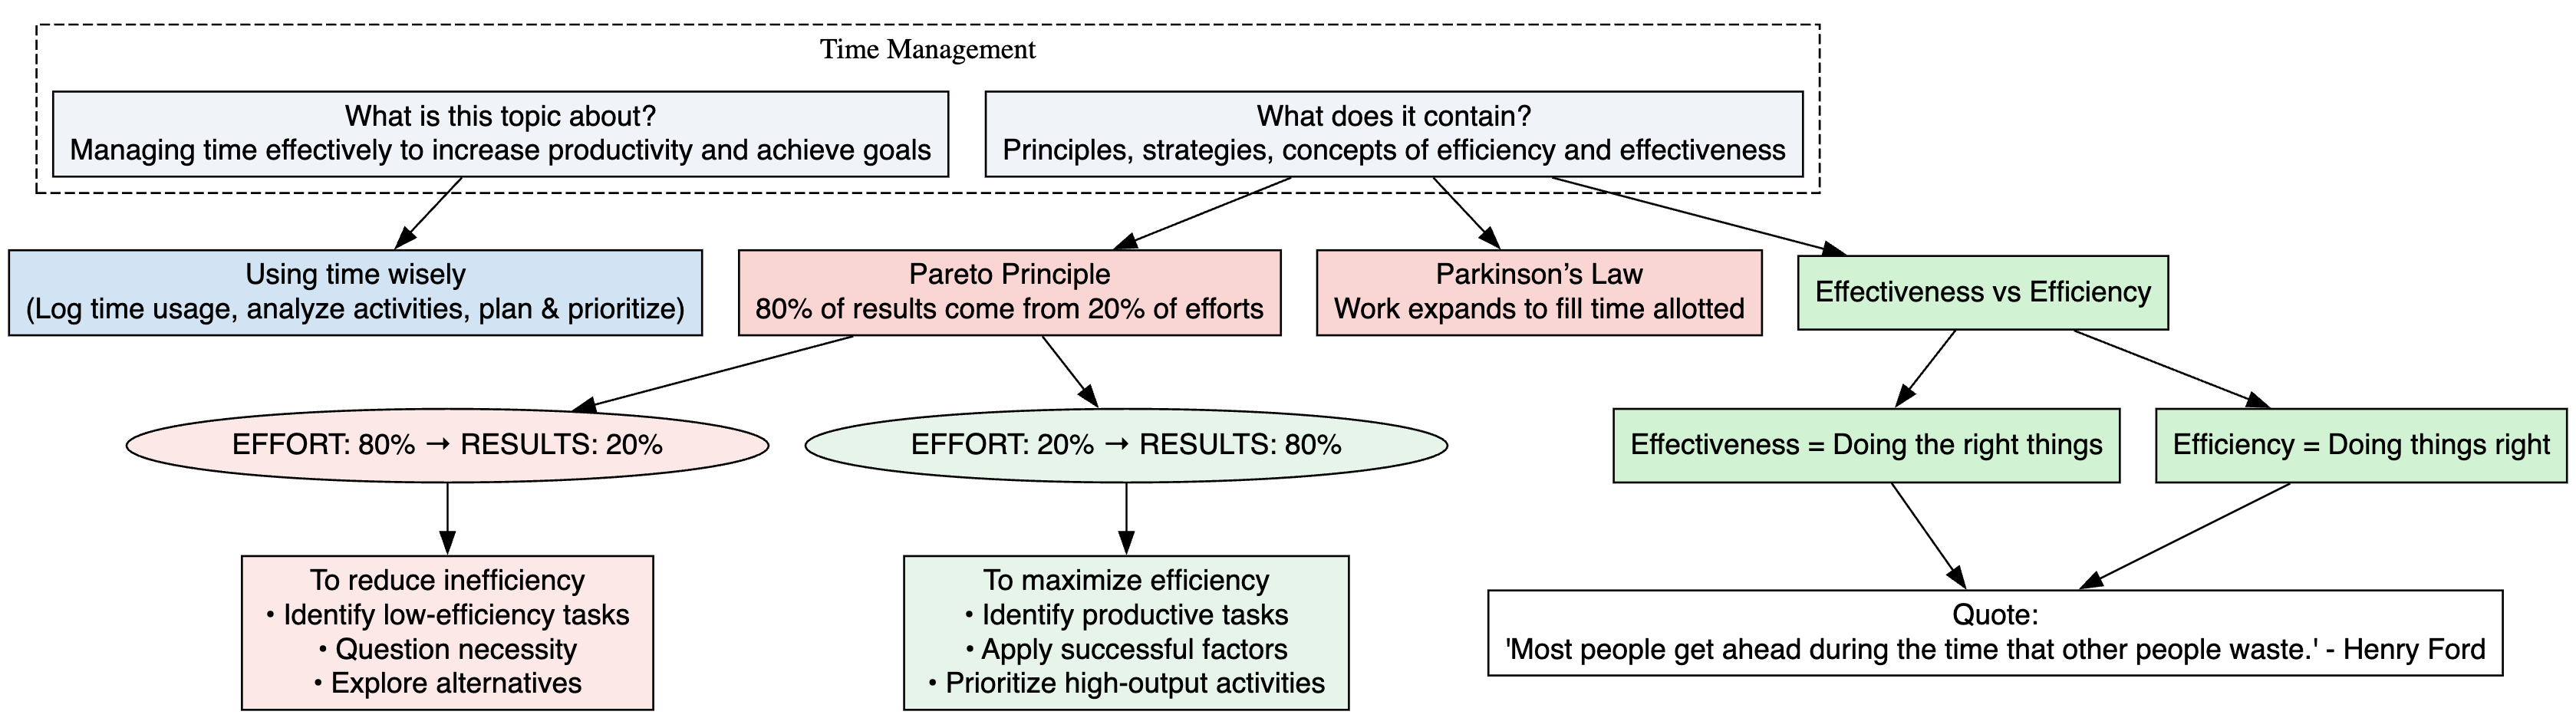 Time Management
What is this topic about?
Managing time effectively to increase productivity and achieve goals
What does it contain?
Principles, strategies, concepts of efficiency and effectiveness
Using time wisely
(Log time usage, analyze activities, plan & prioritize)
Pareto Principle
80% of results come from 20% of efforts
Parkinson’s Law
Work expands to fill time allotted
Effectiveness vs Efficiency
EFFORT: 80% → RESULTS: 20%
EFFORT: 20% → RESULTS: 80%
Effectiveness = Doing the right things
Efficiency = Doing things right
To reduce inefficiency
• Identify low-efficiency tasks
• Question necessity
• Explore alternatives
To maximize efficiency
• Identify productive tasks
• Apply successful factors
• Prioritize high-output activities
Quote:
'Most people get ahead during the time that other people waste.' - Henry Ford